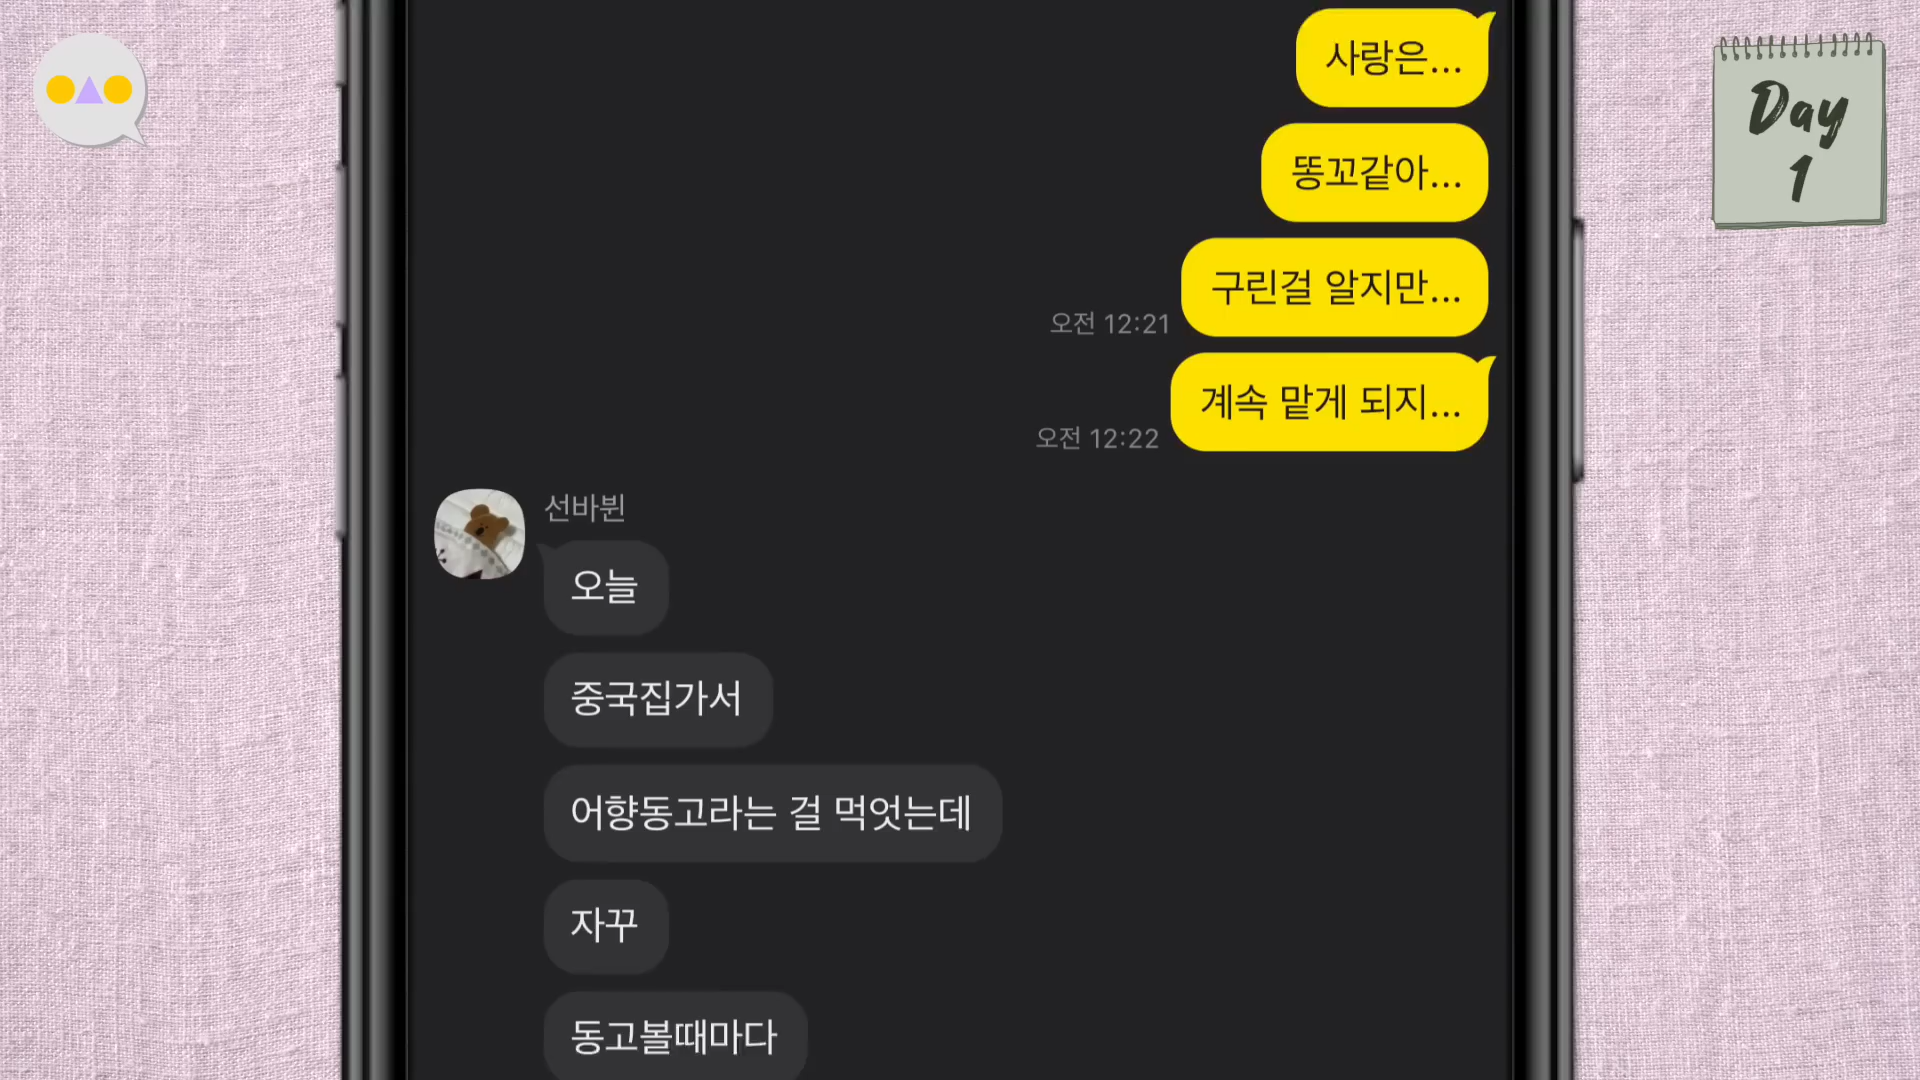 Day
1
사랑은...
똥꼬같아...
구린걸 알지만...
오전 12:21
계속 맡게 되지...
오전 12:22
선바뷘
오늘
중국집가서
어향동고라는 걸 먹엇는데
자꾸
동고볼때마다